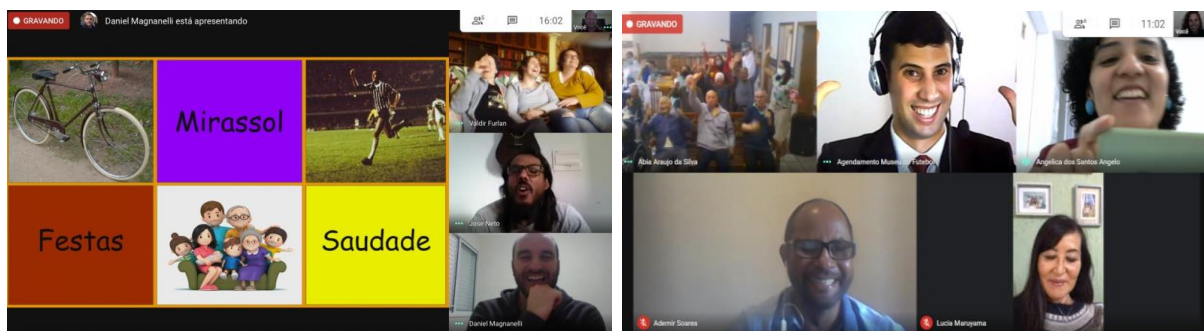 GRAVANDO
Daniel Magnanelli está apresentando
16:02
Você
Mirassol
Festas
Saudade
Valdir Furlan
Jose Neto
Daniel Magnanelli
GRAVANDO
11:02
Você
Abia Araujo da Silva
Agendamento Museu do Futebol
Angelica dos Santos Angelo
Ademir Soares
Lucia Maruyama